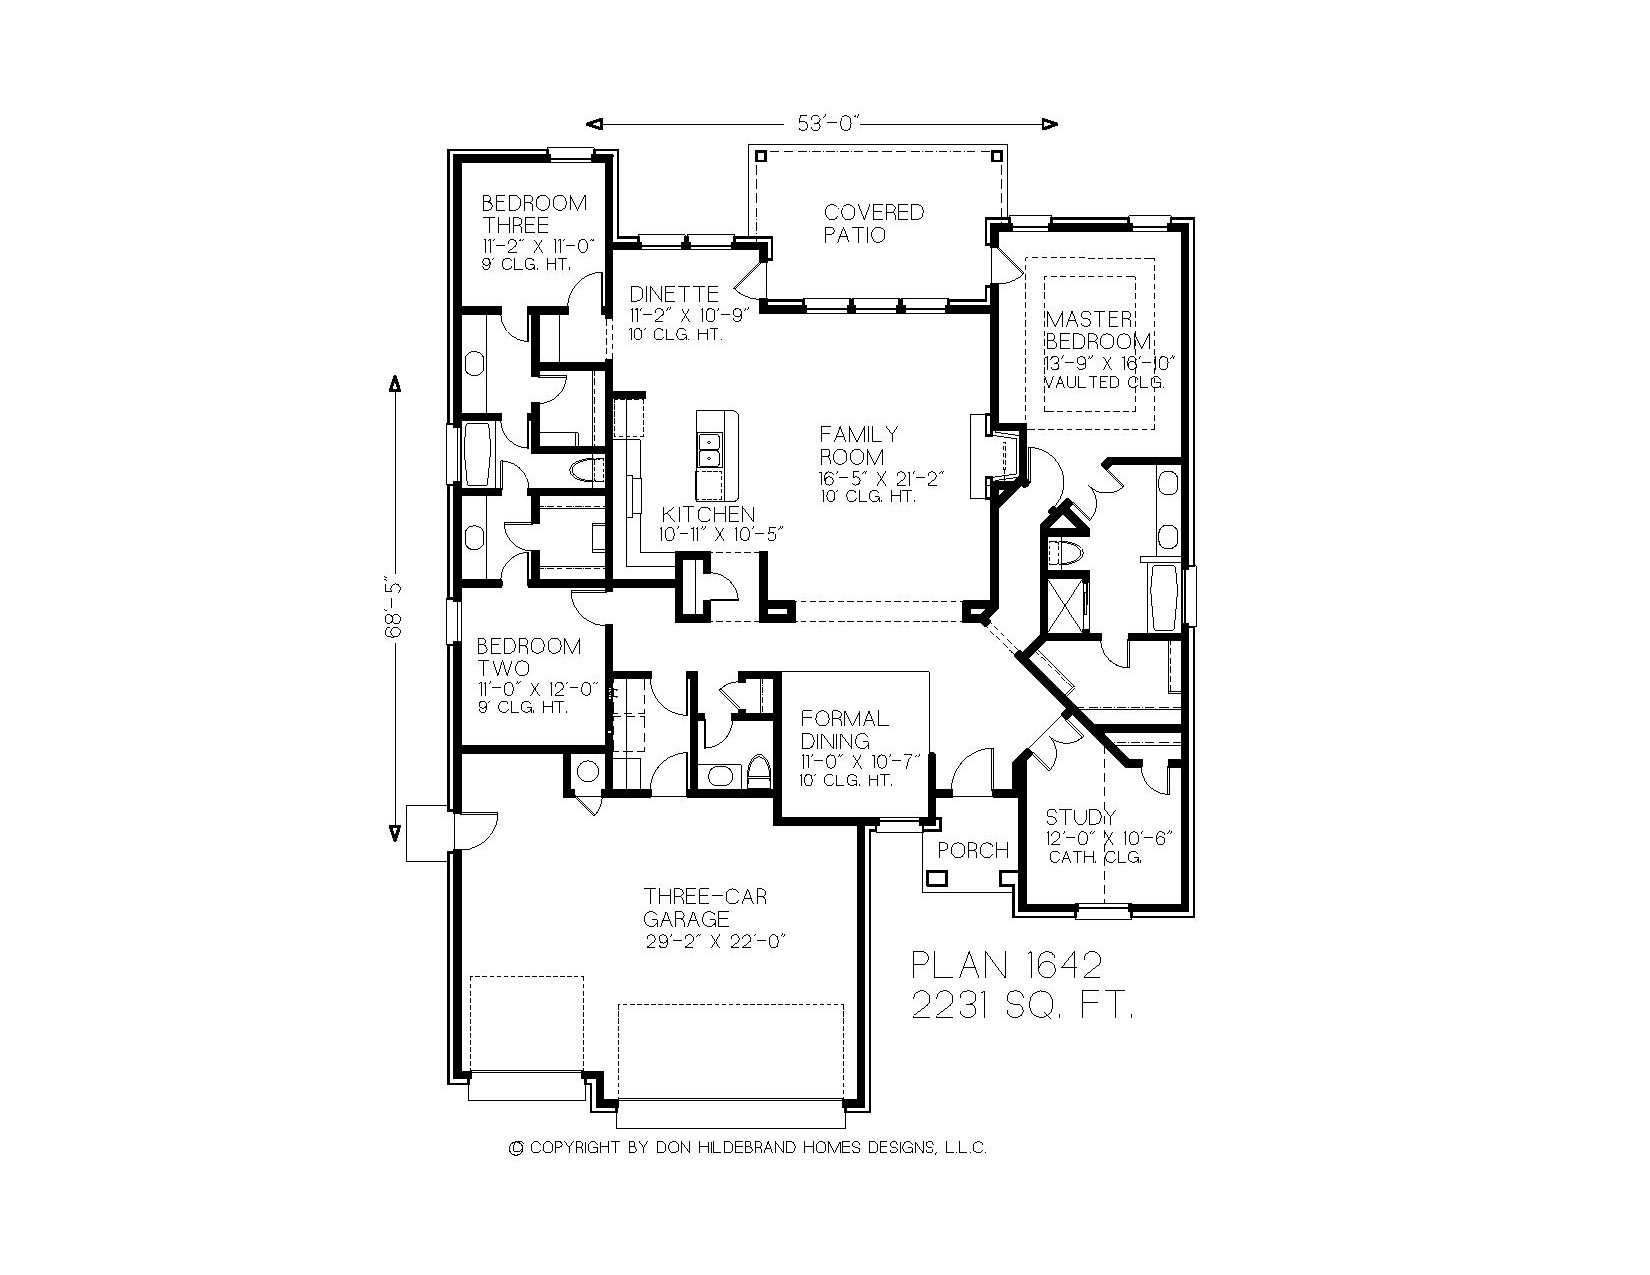 53'-0"
BEDROOM
THREE
11'-2" X 11'-0"
9' CLG. HT.
COVERED
PATIO
DINETTE
11'-2" X 10'-9"
10' CLG. HT.
MASTER
BEDROOM
13'-9" X 16'-10"
VAULTED CLG.
FAMILY
ROOM
16'-5" X 21'-2"
10' CLG. HT.
KITCHEN
10'-11" X 10'-5"
68'-5"
BEDROOM
TWO
11'-0" X 12'-0"
9' CLG. HT.
FORMAL
DINING
11'-0" X 10'-7"
10' CLG. HT.
STUDY
12'-0" X 10'-6"
CATH. CLG.
PORCH
THREE-CAR
GARAGE
29'-2" X 22'-0"
PLAN 1642
2231 SQ. FT.
© COPYRIGHT BY DON HILDEBRAND HOMES DESIGNS, L.L.C.